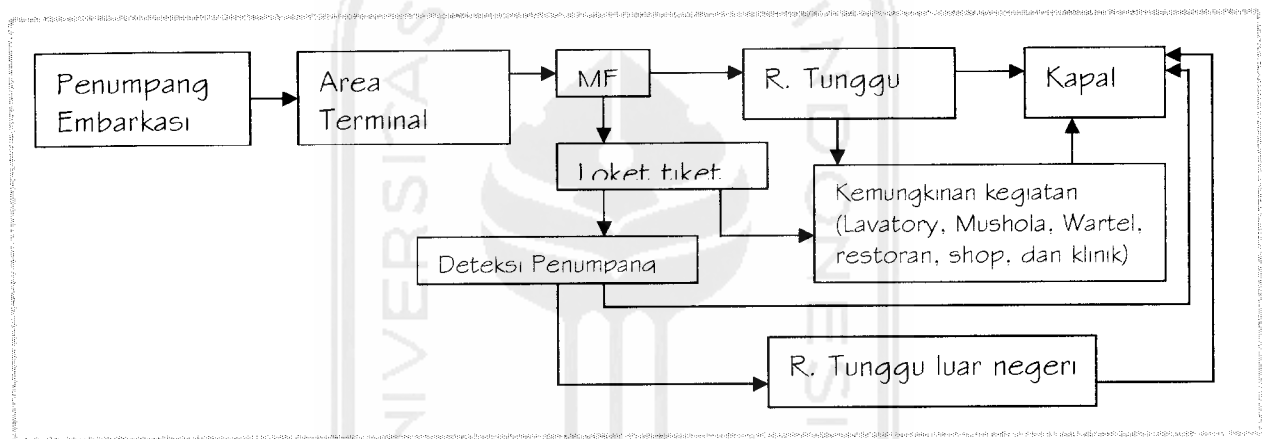 Penumpang
Embarkasi
Area
Terminal
MF
R. Tunggu
Kapal
Loket tiket
Kemungkinan kegiatan
(Lavatory, Mushola, Wartel,
restoran, shop, dan klinik)
Deteksi Penumpang
R. Tunggu luar negeri